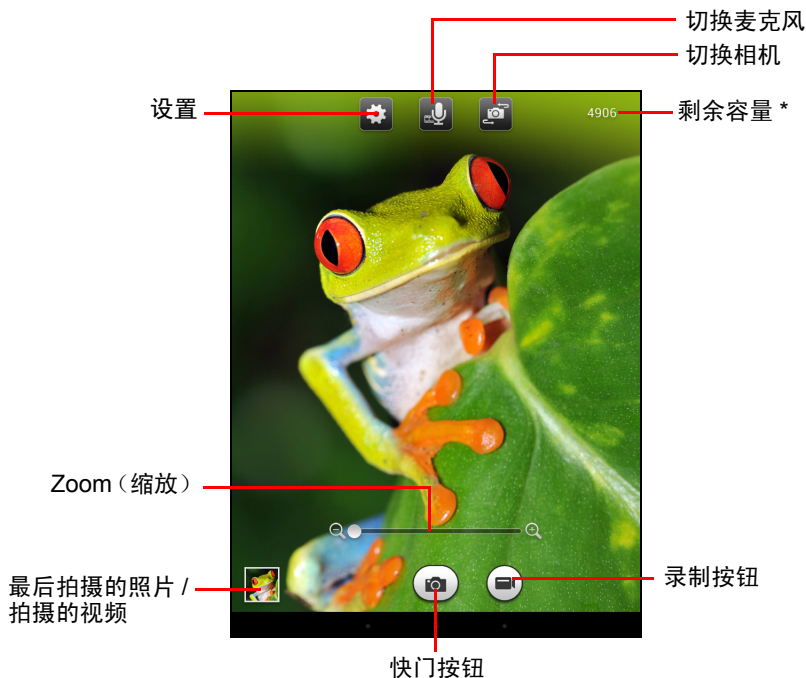 切换麦克风
切换相机
设置
4906
剩余容量 *
Zoom（缩放）
最后拍摄的照片 /
拍摄的视频
录制按钮
快门按钮